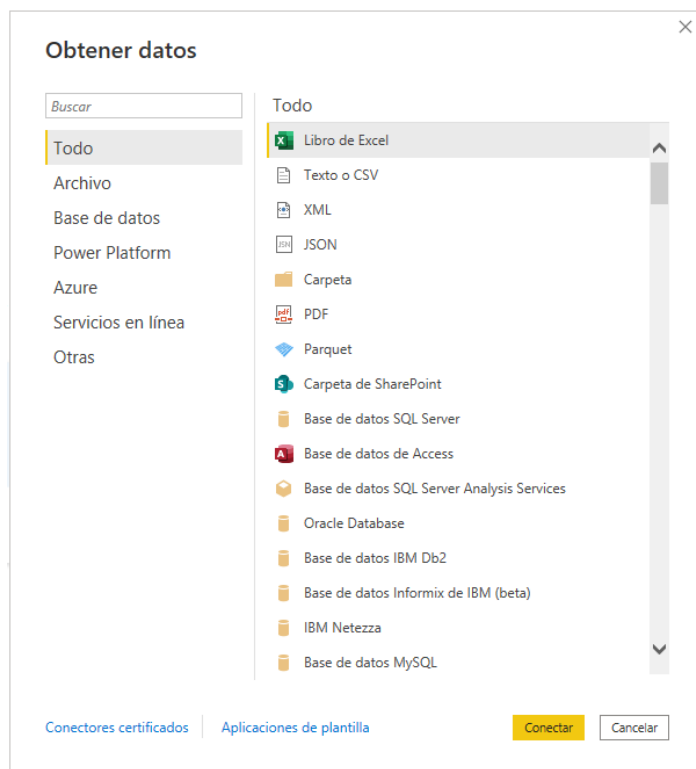 Obtener datos
Buscar
Todo
Archivo
Base de datos
Power Platform
Azure
Servicios en línea
Otras
Todo
Libro de Excel
Texto o CSV
XML
JSN JSON
Carpeta
pdf PDF
Parquet
S Carpeta de SharePoint
Base de datos SQL Server
A Base de datos de Access
Base de datos SQL Server Analysis Services
Oracle Database
Base de datos IBM Db2
Base de datos Informix de IBM (beta)
IBM Netezza
Base de datos MySQL
Conectores certificados
Aplicaciones de plantilla
Conectar
Cancelar